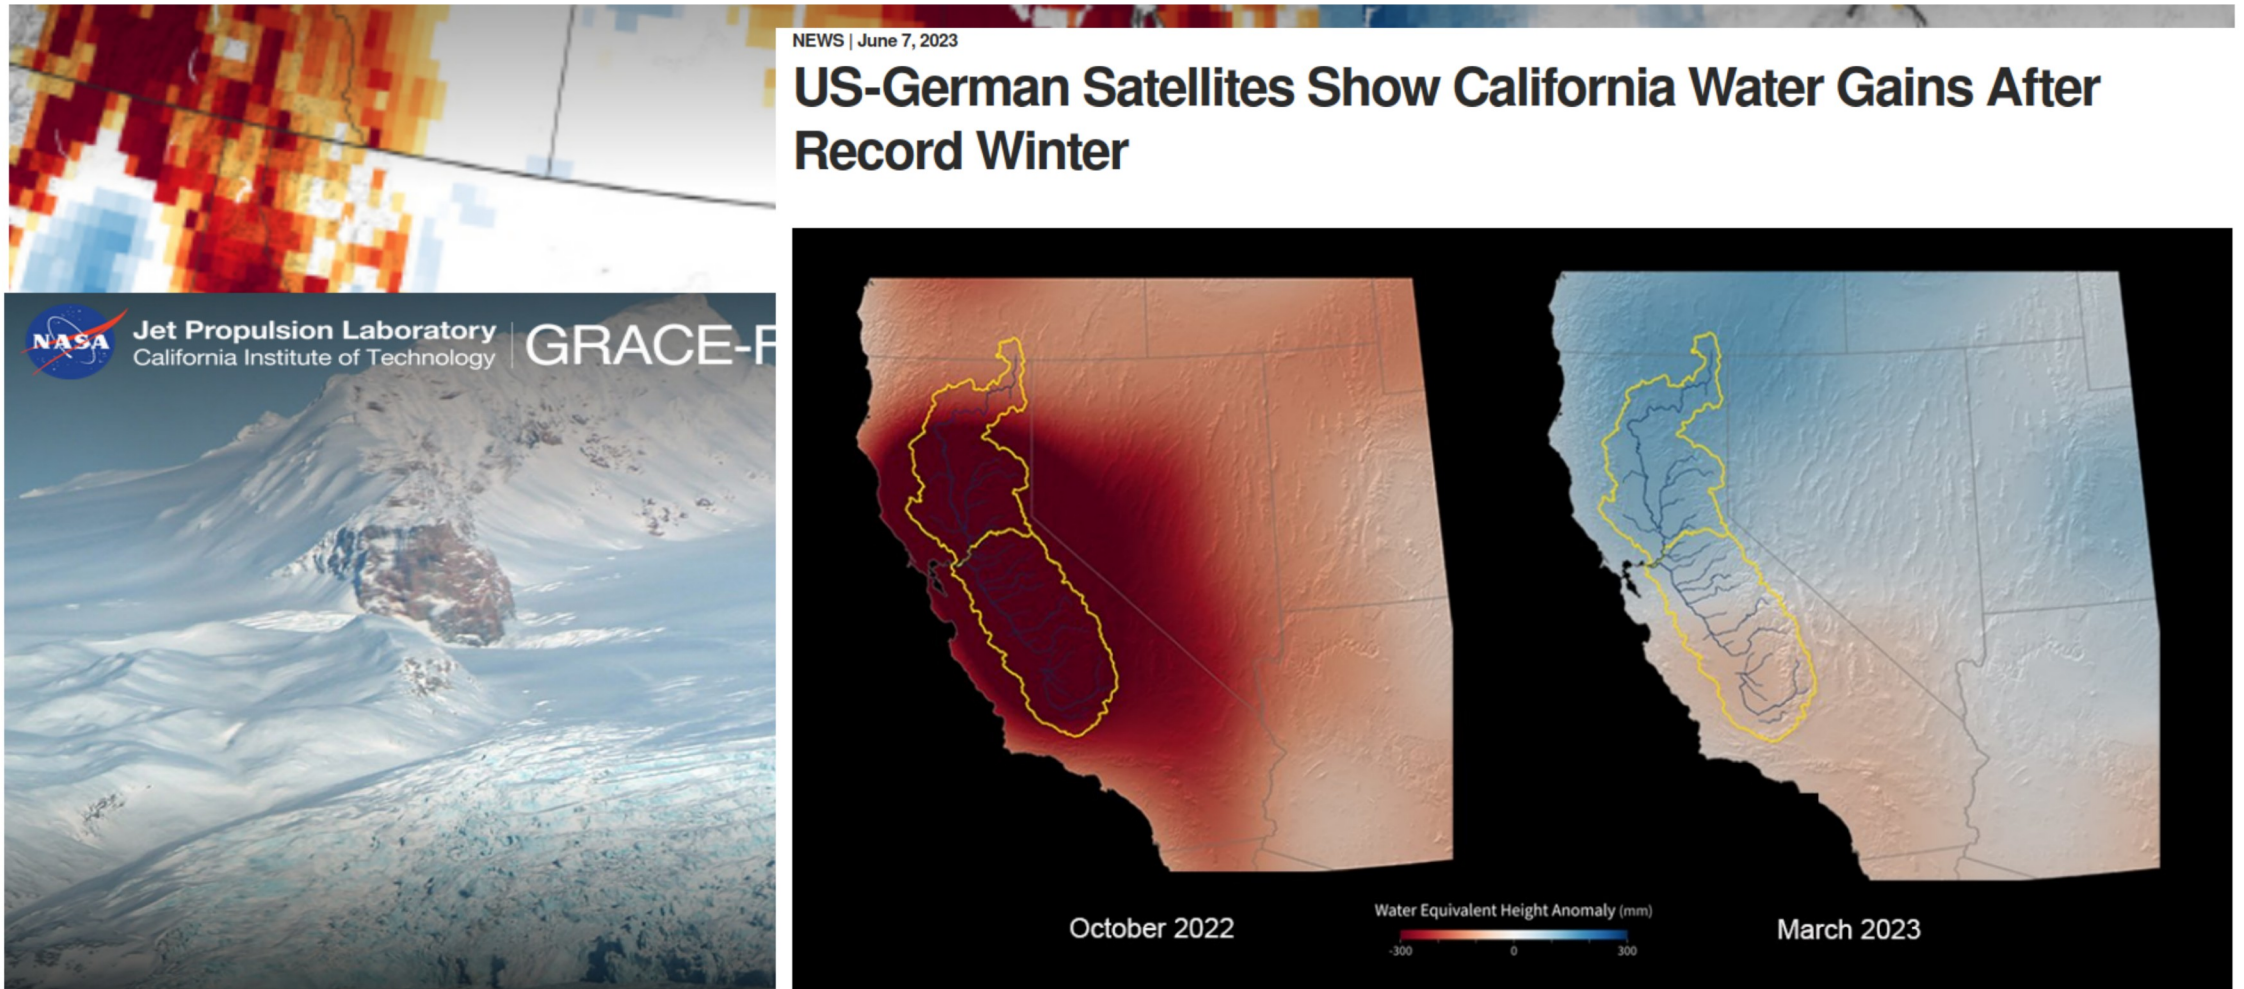 NEWS | June 7, 2023
US-German Satellites Show California Water Gains After
Record Winter
NASA
Jet Propulsion Laboratory
California Institute of Technology
GRACE-F
October 2022
Water Equivalent Height Anomaly (mm)
-300 0 300
March 2023